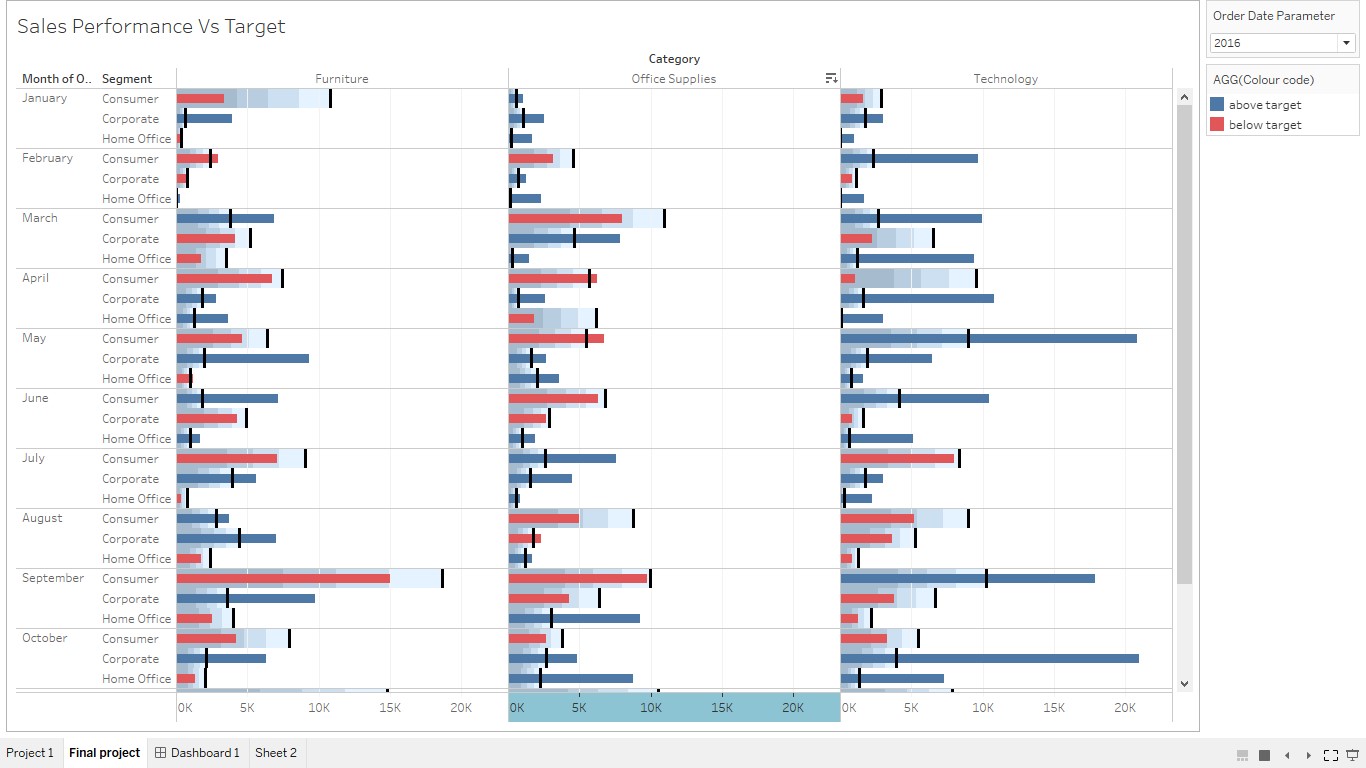 Sales Performance Vs Target
Category
Month of O.. Segment Furniture Office Supplies Technology
January Consumer
Corporate
Home Office
February Consumer
Corporate
Home Office
March Consumer
Corporate
Home Office
April Consumer
Corporate
Home Office
May Consumer
Corporate
Home Office
June Consumer
Corporate
Home Office
July Consumer
Corporate
Home Office
August Consumer
Corporate
Home Office
September Consumer
Corporate
Home Office
October Consumer
Corporate
Home Office
0K 5K 10K 15K 20K 0K 5K 10K 15K 20K 0K 5K 10K 15K 20K
Order Date Parameter
2016
AGG(Colour code)
above target
below target
Project 1 Final project Dashboard 1 Sheet 2